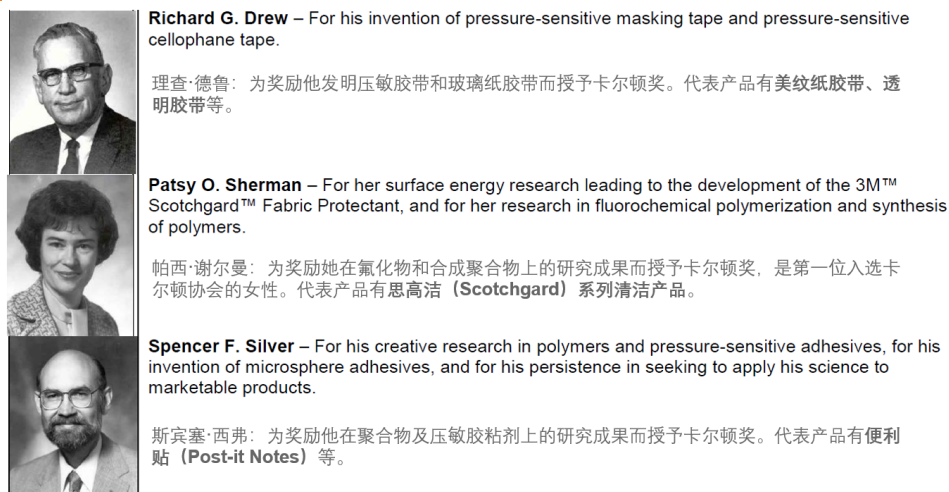 Richard G. Drew – For his invention of pressure-sensitive masking tape and pressure-sensitive
cellophane tape.
理查·德鲁：为奖励他发明压敏胶带和玻璃纸胶带而授予卡尔顿奖。代表产品有美纹纸胶带、透
明胶带等。
Patsy O. Sherman – For her surface energy research leading to the development of the 3M™
Scotchgard™ Fabric Protectant, and for her research in fluorochemical polymerization and synthesis
of polymers.
帕西·谢尔曼：为奖励她在氟化物和合成聚合物上的研究成果而授予卡尔顿奖，是第一位入选卡
尔顿协会的女性。代表产品有思高洁（Scotchgard）系列清洁产品。
Spencer F. Silver – For his creative research in polymers and pressure-sensitive adhesives, for his
invention of microsphere adhesives, and for his persistence in seeking to apply his science to
marketable products.
斯宾塞·西弗：为奖励他在聚合物及压敏胶粘剂上的研究成果而授予卡尔顿奖。代表产品有便利
贴（Post-it Notes）等。